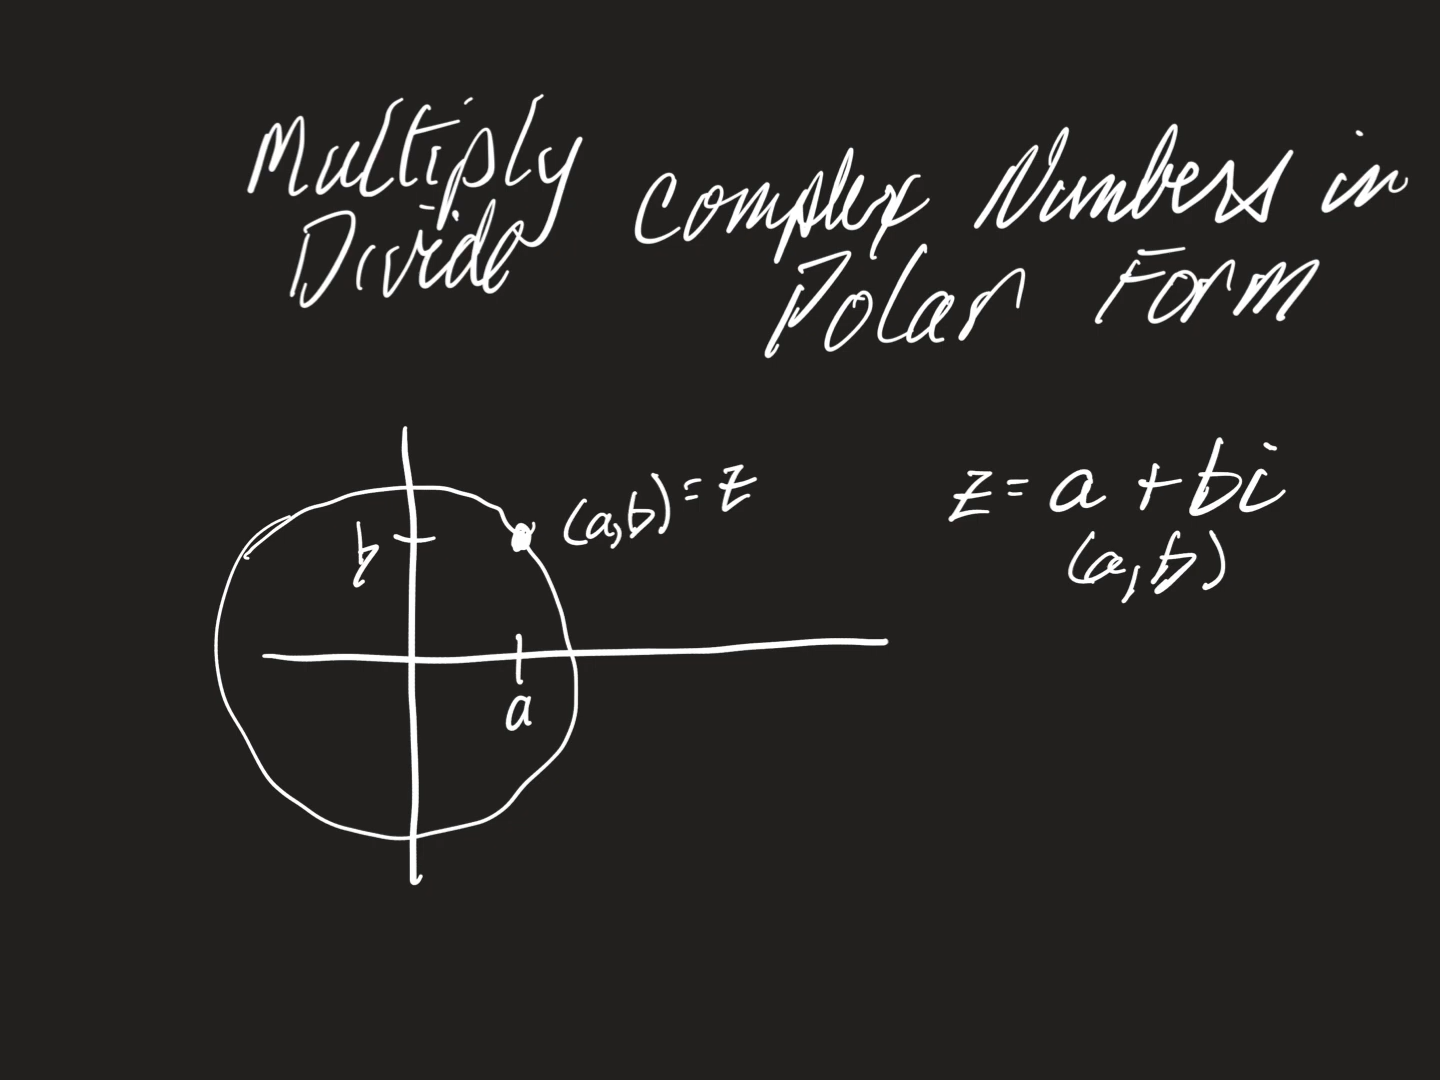 Multiply
Divide
Complex Numbers in
Polar Form
(a,b) = z
b
a
z = a + bi
(a,b)